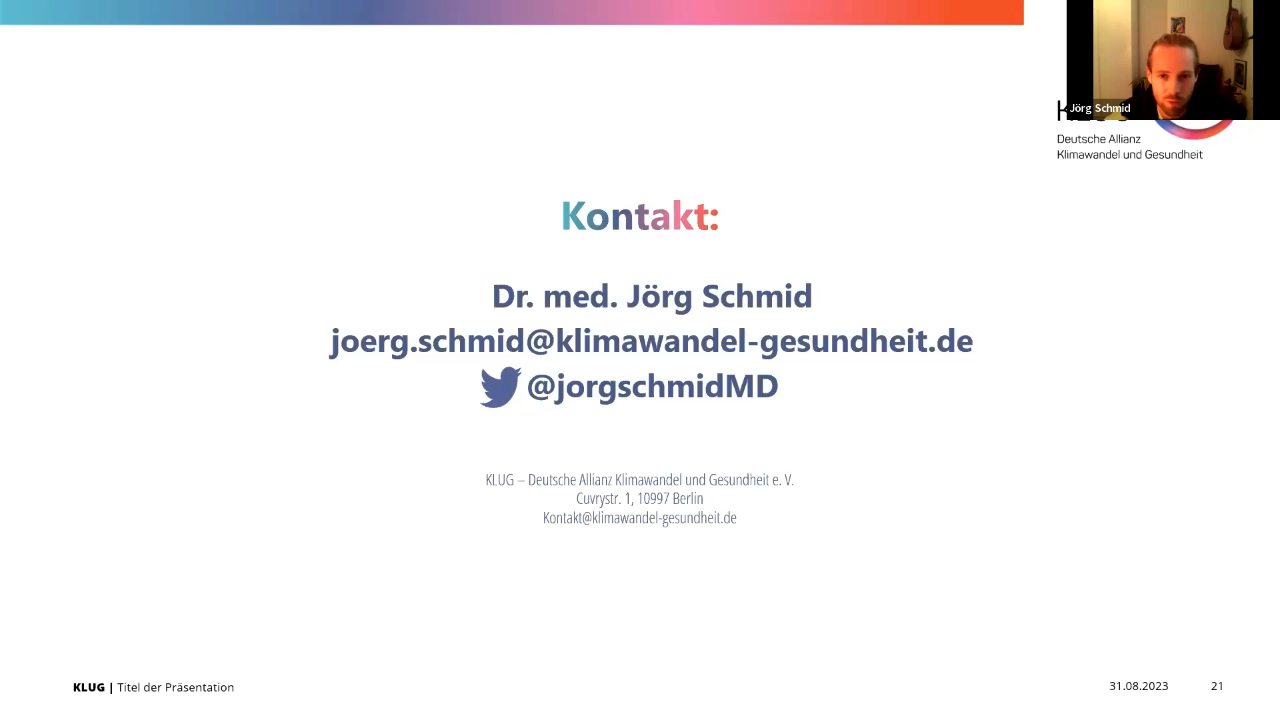 Jörg Schmid
Deutsche Allianz
Klimawandel und Gesundheit
Kontakt:
Dr. med. Jörg Schmid
joerg.schmid@klimawandel-gesundheit.de
@jorgschmidMD
KLUG – Deutsche Allianz Klimawandel und Gesundheit e. V.
Cuvrystr. 1, 10997 Berlin
Kontakt@klimawandel-gesundheit.de
KLUG | Titel der Präsentation
31.08.2023 21